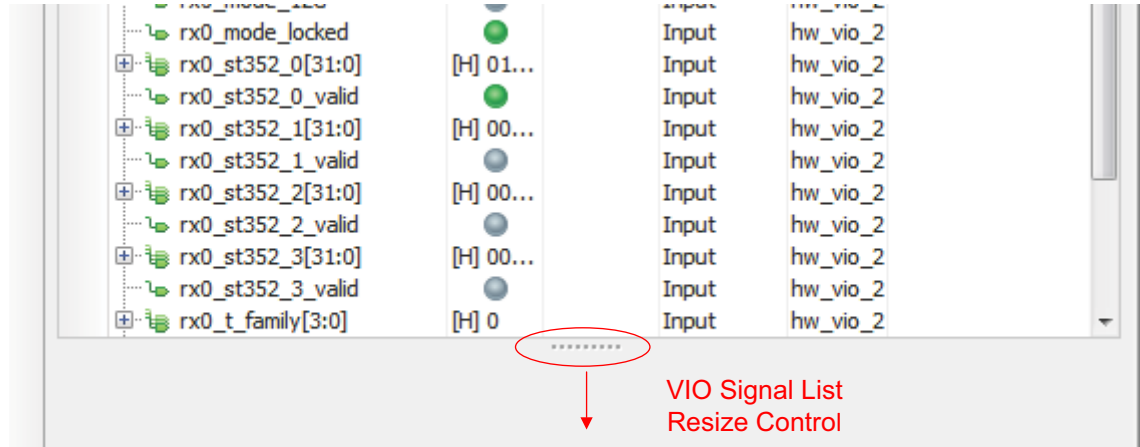 rx0_mode_locked Input hw_vio_2
rx0_st352_0[31:0] [H] 01... Input hw_vio_2
rx0_st352_0_valid Input hw_vio_2
rx0_st352_1[31:0] [H] 00... Input hw_vio_2
rx0_st352_1_valid Input hw_vio_2
rx0_st352_2[31:0] [H] 00... Input hw_vio_2
rx0_st352_2_valid Input hw_vio_2
rx0_st352_3[31:0] [H] 00... Input hw_vio_2
rx0_st352_3_valid Input hw_vio_2
rx0_t_family[3:0] [H] 0 Input hw_vio_2
VIO Signal List
Resize Control